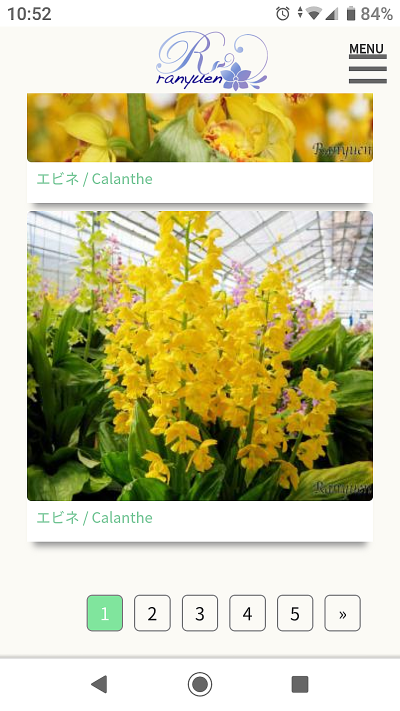 10:52
84%
R
ranyuen
MENU
Ranyuen
エビネ / Calanthe
Ranyuen
エビネ / Calanthe
1 2 3 4 5 »